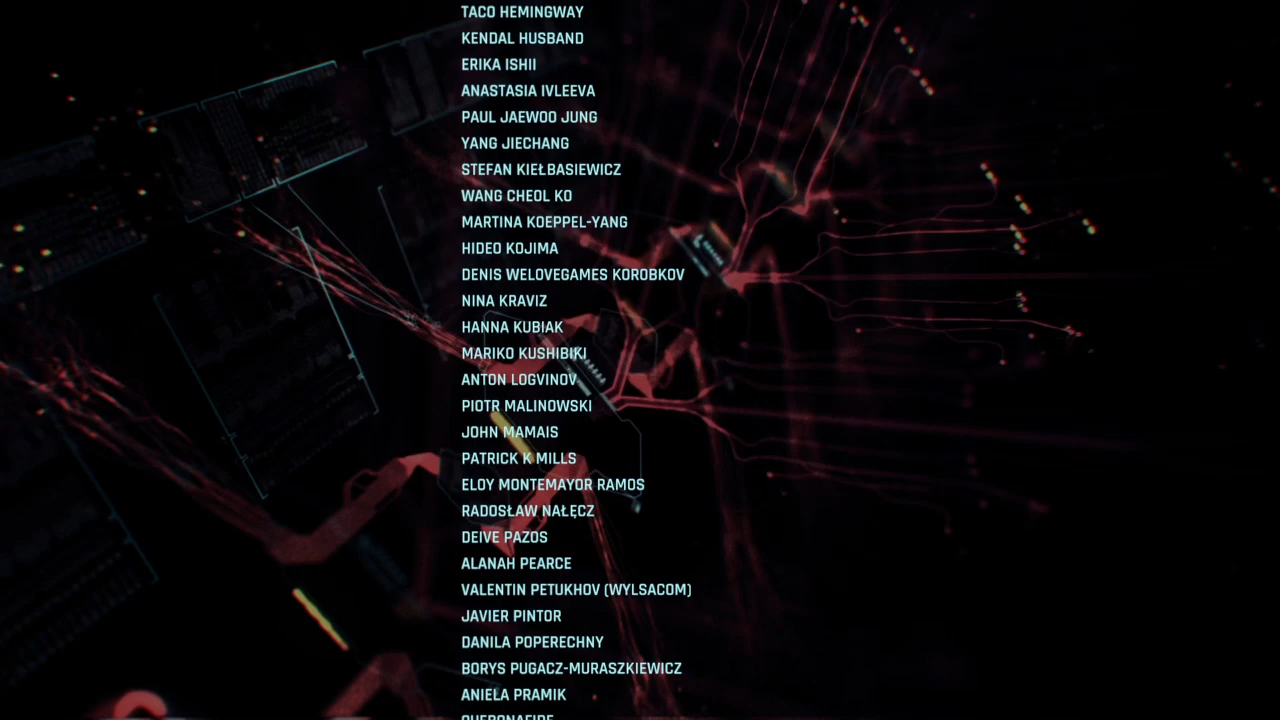 TACO HEMINGWAY
KENDAL HUSBAND
ERIKA ISHII
ANASTASIA IVLEEVA
PAUL JAEWOO JUNG
YANG JIECHANG
STEFAN KIEŁBASIEWICZ
WANG CHEOL KO
MARTINA KOEPPEL-YANG
HIDEO KOJIMA
DENIS WELOVEGAMES KOROBKOV
NINA KRAVIZ
HANNA KUBIAK
MARIKO KUSHIBIKI
ANTON LOGVINOV
PIOTR MALINOWSKI
JOHN MAMAIS
PATRICK K MILLS
ELOY MONTEMAYOR RAMOS
RADOSŁAW NAŁĘCZ
DEIVE PAZOS
ALANAH PEARCE
VALENTIN PETUKHOV (WYLSACOM)
JAVIER PINTOR
DANILA POPERECHNY
BORYS PUGACZ-MURASZKIEWICZ
ANIELA PRAMIK